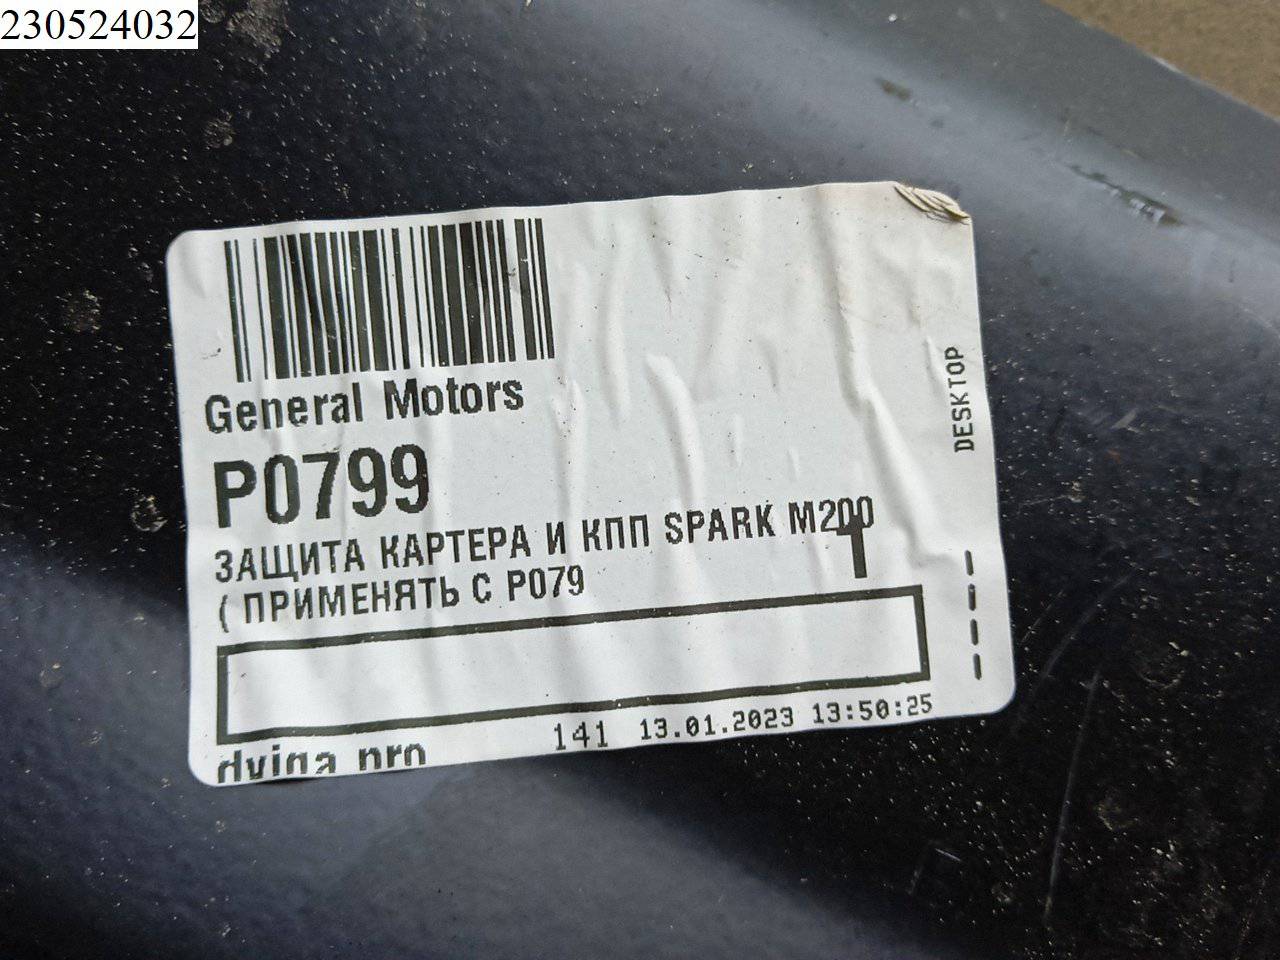 230524032
General Motors
P0799
ЗАЩИТА КАРТЕРА И КПП SPARK M200
( ПРИМЕНЯТЬ С P079
DESKTOP
141 13.01.2023 13:50:25